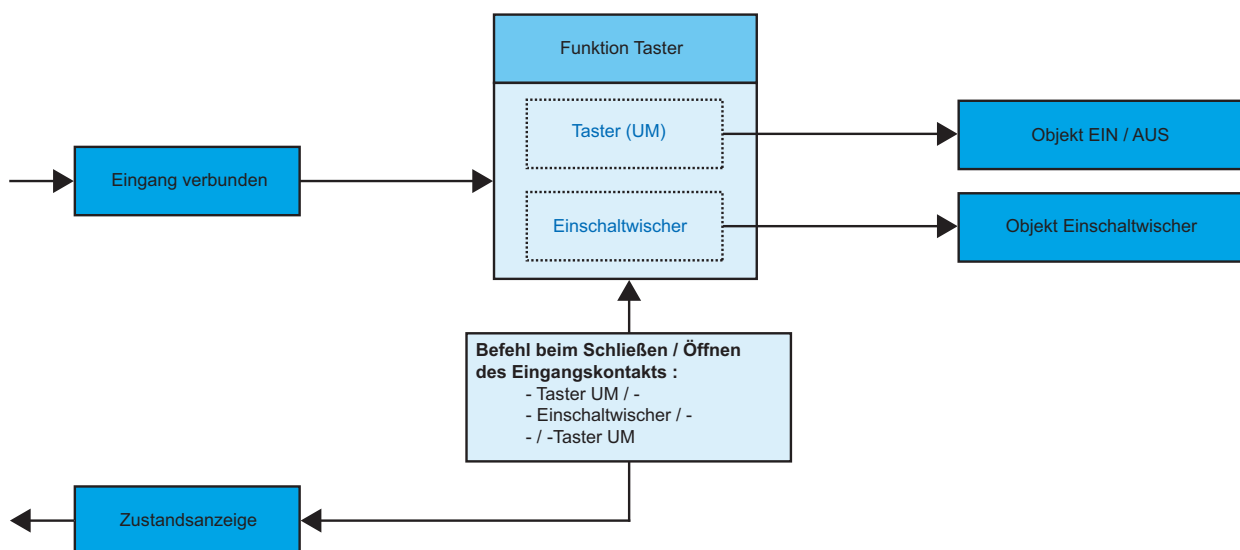 Funktion Taster
Taster (UM)
Objekt EIN / AUS
Eingang verbunden
Einschaltwischer
Objekt Einschaltwischer
Befehl beim Schließen / Öffnen
des Eingangskontakts :
- Taster UM / -
- Einschaltwischer / -
- / -Taster UM
Zustandsanzeige